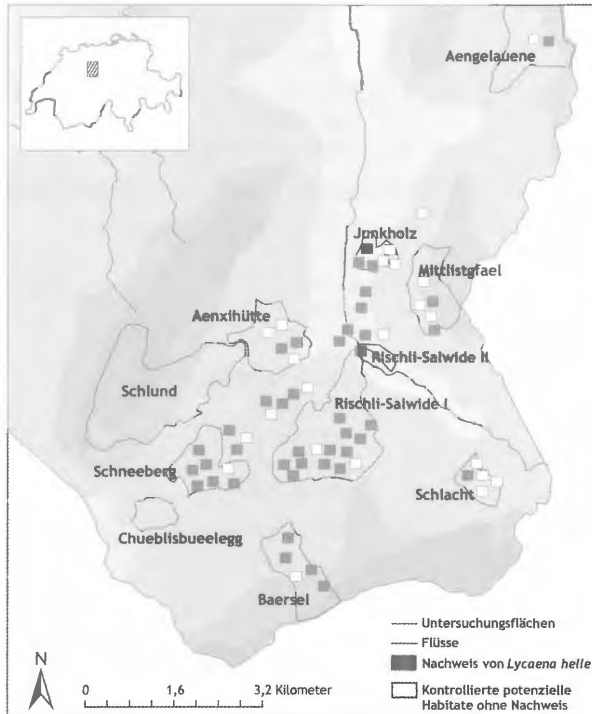 Aengelauene
Junkholz
Mittlistgfael
Aenxihütte
Rischli-Salwide II
Schlund
Rischli-Salwide I
Schneeberg
Schlacht
Chueblisbueelegg
Baersel
Untersuchungsflächen
Flüsse
Nachweis von Lycaena helle
Kontrollierte potenzielle
Habitate ohne Nachweis
N
0 1,6 3,2 Kilometer